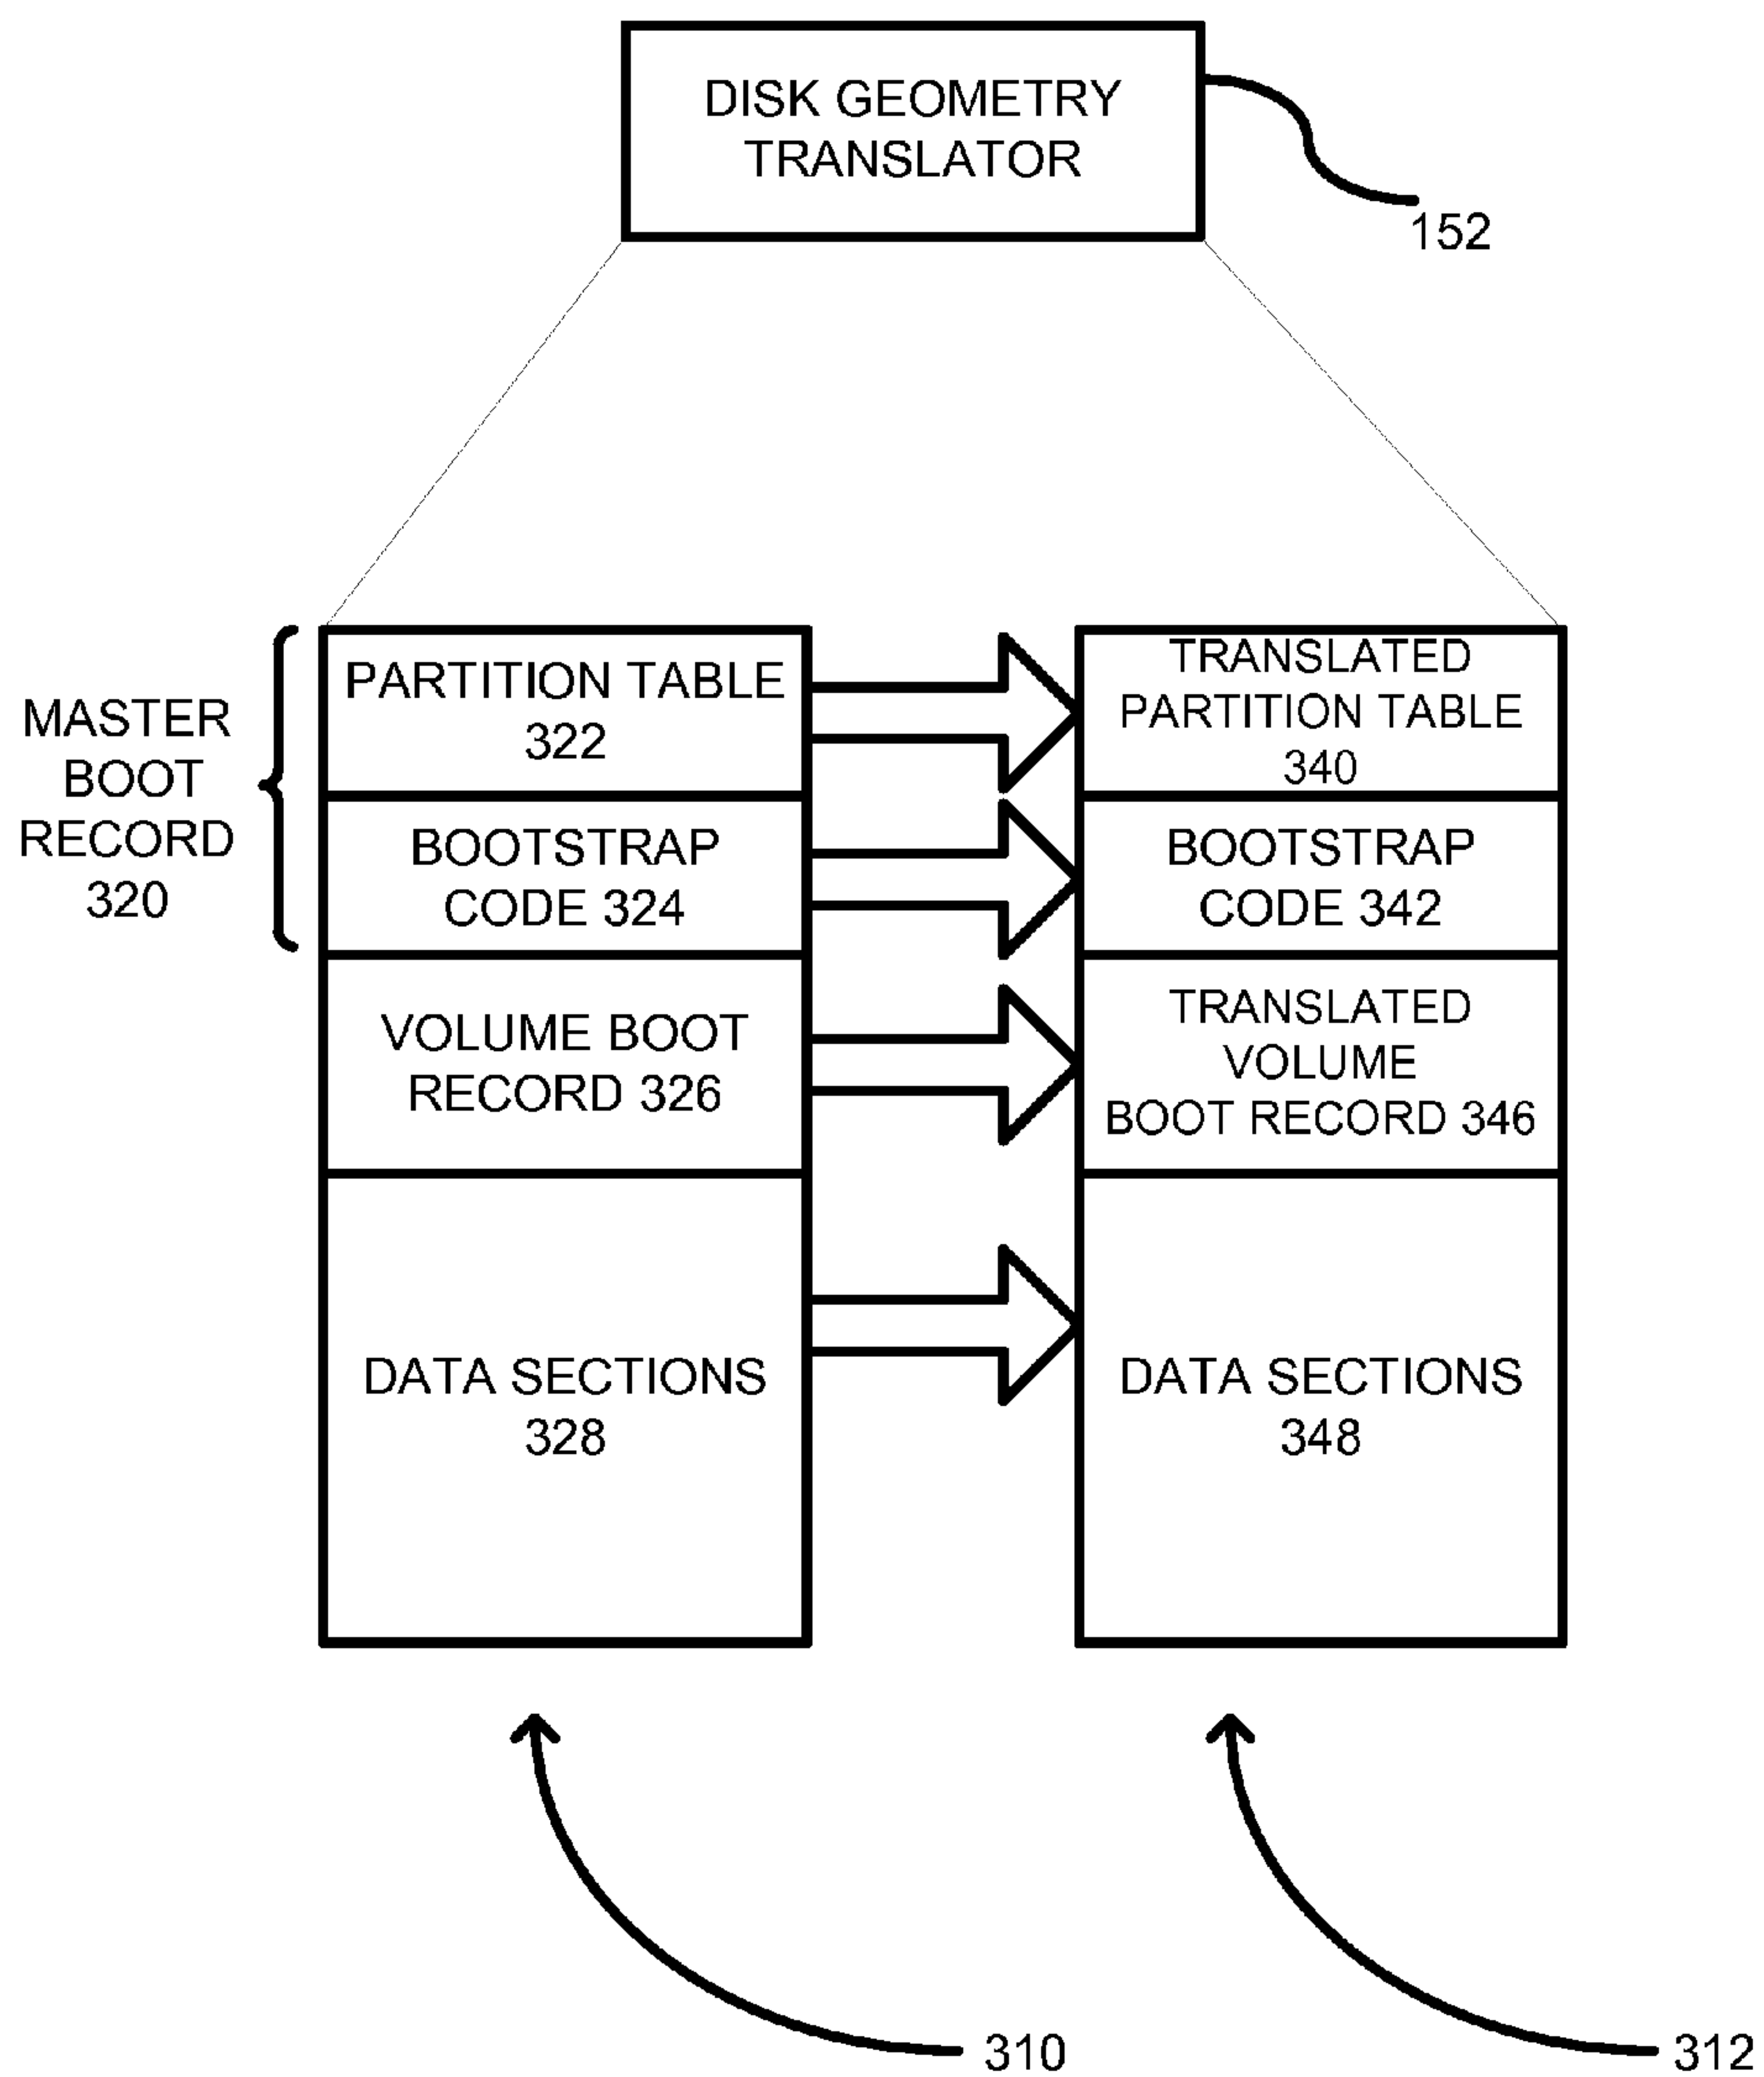 DISK GEOMETRY
TRANSLATOR
152
MASTER
BOOT
RECORD
320
PARTITION TABLE
322
BOOTSTRAP
CODE 324
VOLUME BOOT
RECORD 326
DATA SECTIONS
328
TRANSLATED
PARTITION TABLE
340
BOOTSTRAP
CODE 342
TRANSLATED
VOLUME
BOOT RECORD 346
DATA SECTIONS
348
310
312